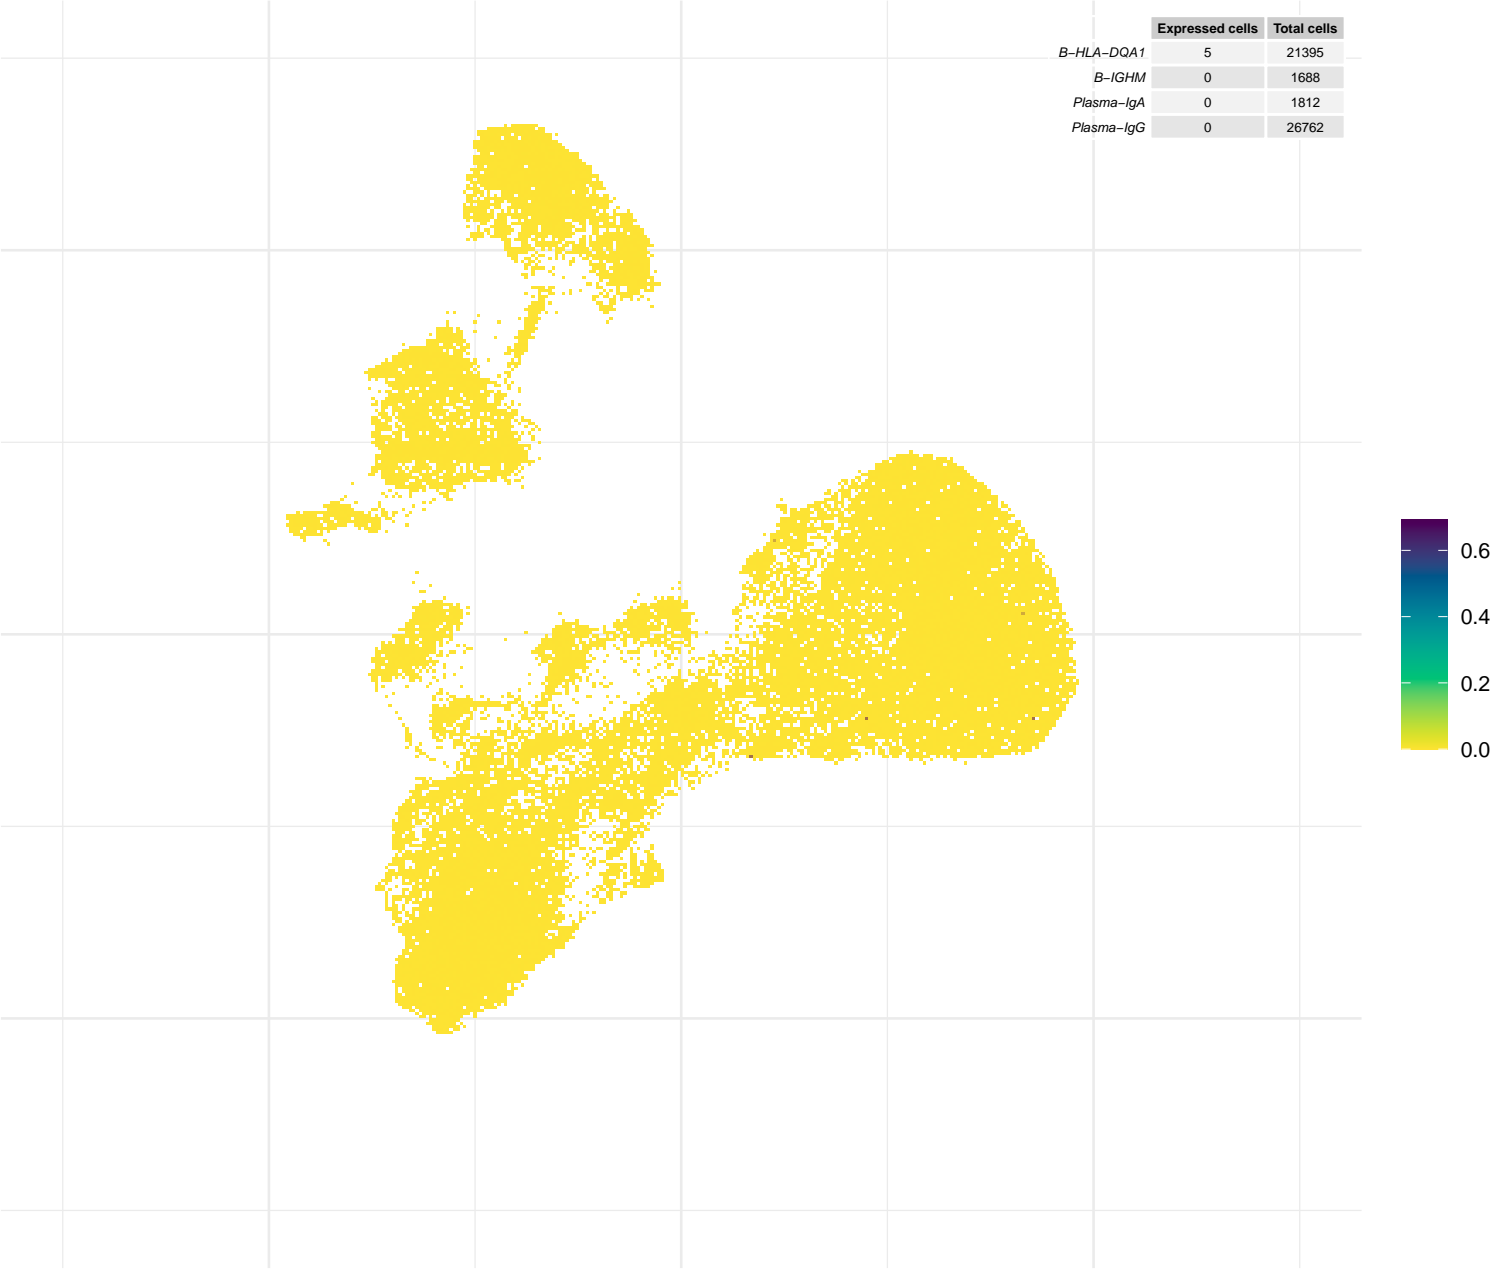 Expressed cells Total cells
B−HLA−DQA1 5 21395
B−IGHM 0 1688
Plasma−IgA 0 1812
Plasma−IgG 0 26762
0.6
0.4
0.2
0.0